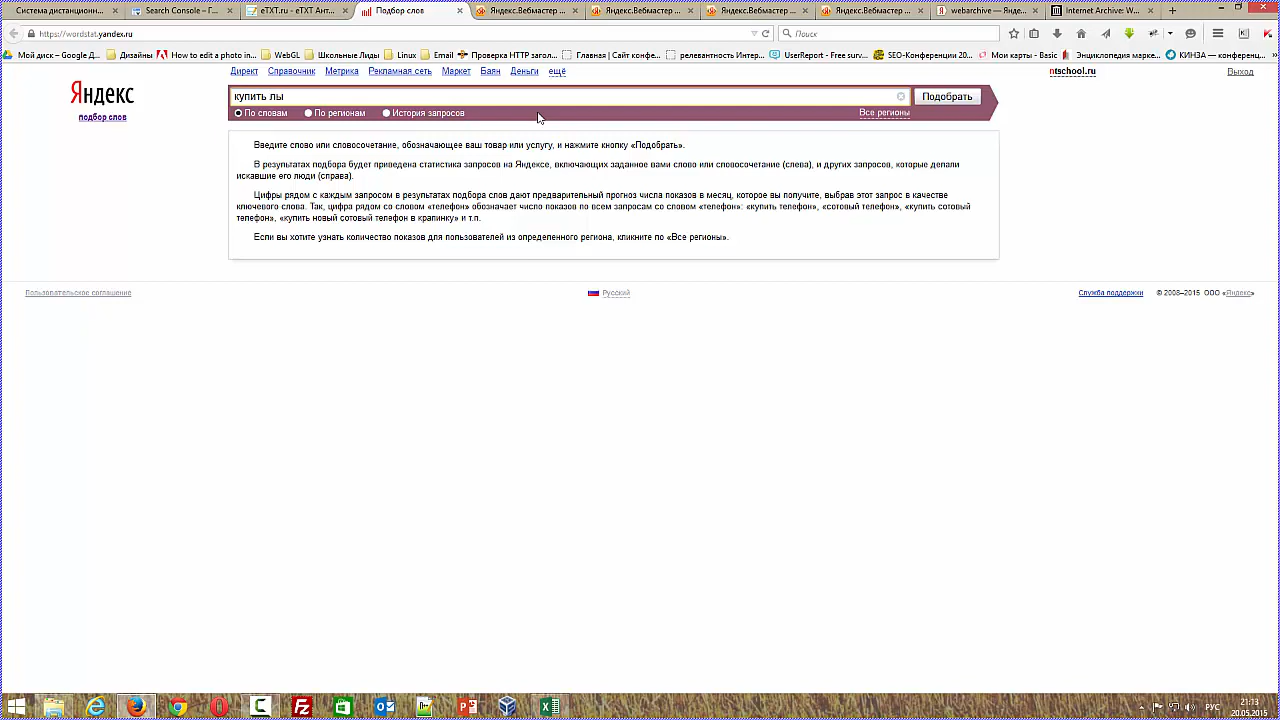 Система дистанционн...
Search Console – Г...
eTXT.ru - eTXT Ант...
Подбор слов
Яндекс.Вебмастер ...
Яндекс.Вебмастер...
Яндекс.Вебмастер ...
Яндекс.Вебмастер ...
webarchive — Янде...
Internet Archive: W...
https://wordstat.yandex.ru
Поиск
Мой диск – Google Д...
Дизайны
How to edit a photo in...
WebGL
Школьные Лиды
Linux
Email
Проверка HTTP загол...
Главная | Сайт конфе...
релевантность Интер...
UserReport - Free surv...
SEO-Конференции 20...
Мои карты - Basic
Энциклопедия марке...
КИНЗА — конференц...
Директ Справочник Метрика Рекламная сеть Маркет Баян Деньги ещё
ntschool.ru
Выход
Яндекс
подбор слов
купить лы
Подобрать
По словам
По регионам
История запросов
Все регионы
Введите слово или словосочетание, обозначающее ваш товар или услугу, и нажмите кнопку «Подобрать».
В результатах подбора будет приведена статистика запросов на Яндексе, включающих заданное вами слово или словосочетание (слева), и других запросов, которые делали
искавшие его люди (справа).
Цифры рядом с каждым запросом в результатах подбора слов дают предварительный прогноз числа показов в месяц, которое вы получите, выбрав этот запрос в качестве
ключевого слова. Так, цифра рядом со словом «телефон» обозначает число показов по всем запросам со словом «телефон»: «купить телефон», «сотовый телефон», «купить сотовый
телефон», «купить новый сотовый телефон в крапинку» и т.п.
Если вы хотите узнать количество показов для пользователей из определенного региона, кликните по «Все регионы».
Пользовательское соглашение
Русский
Служба поддержки
© 2008–2015 ООО «Яндекс»
РУС
21:13
20.05.2015